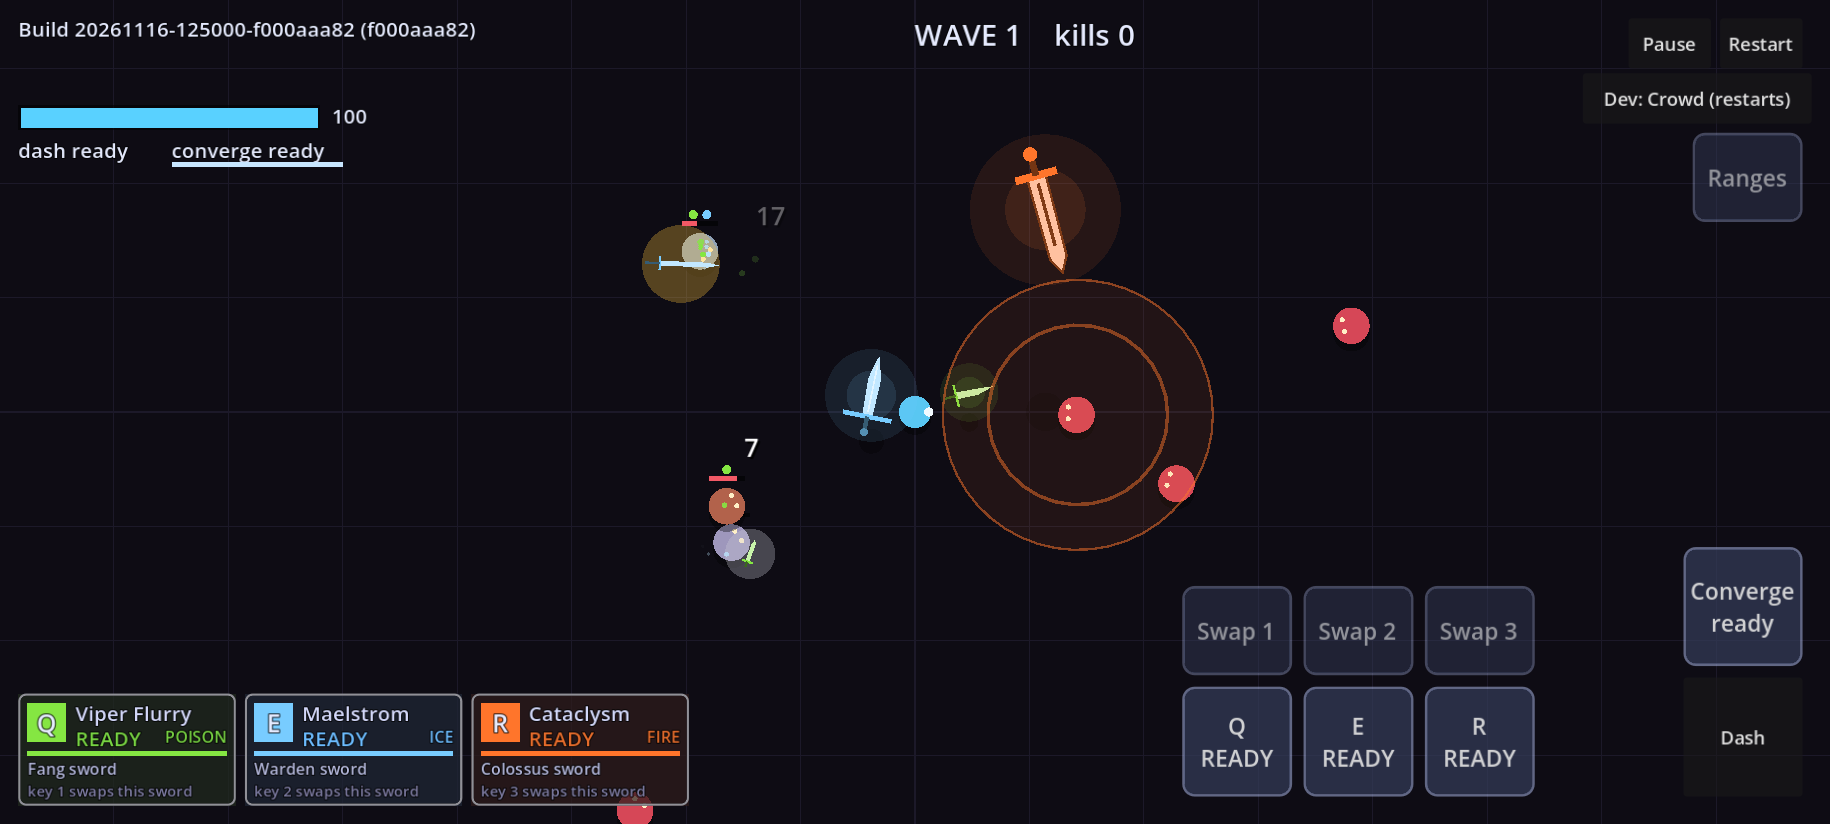 Build 20261116-125000-f000aaa82 (f000aaa82)
WAVE 1 kills 0
Pause Restart
Dev: Crowd (restarts)
100
dash ready converge ready
Ranges
17
7
Converge
ready
Swap 1 Swap 2 Swap 3
Q
READY
E
READY
R
READY
Dash
Q Viper Flurry
READY POISON
Fang sword
key 1 swaps this sword
E Maelstrom
READY ICE
Warden sword
key 2 swaps this sword
R Cataclysm
READY FIRE
Colossus sword
key 3 swaps this sword